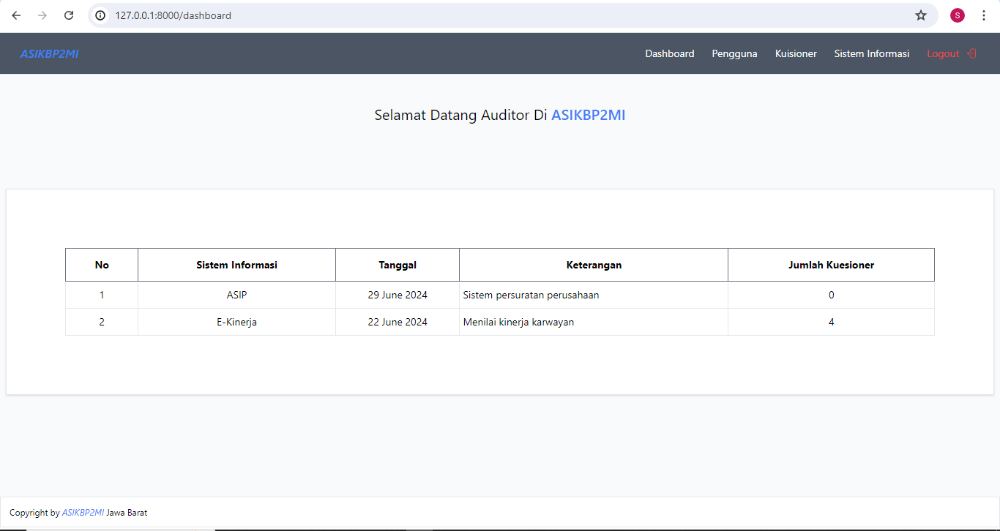 127.0.0.1:8000/dashboard
S
ASIKBP2MI
Dashboard Pengguna Kuisioner Sistem Informasi Logout
Selamat Datang Auditor Di ASIKBP2MI
No Sistem Informasi Tanggal Keterangan Jumlah Kuesioner
1 ASIP 29 June 2024 Sistem persuratan perusahaan 0
2 E-Kinerja 22 June 2024 Menilai kinerja karwayan 4
Copyright by ASIKBP2MI Jawa Barat